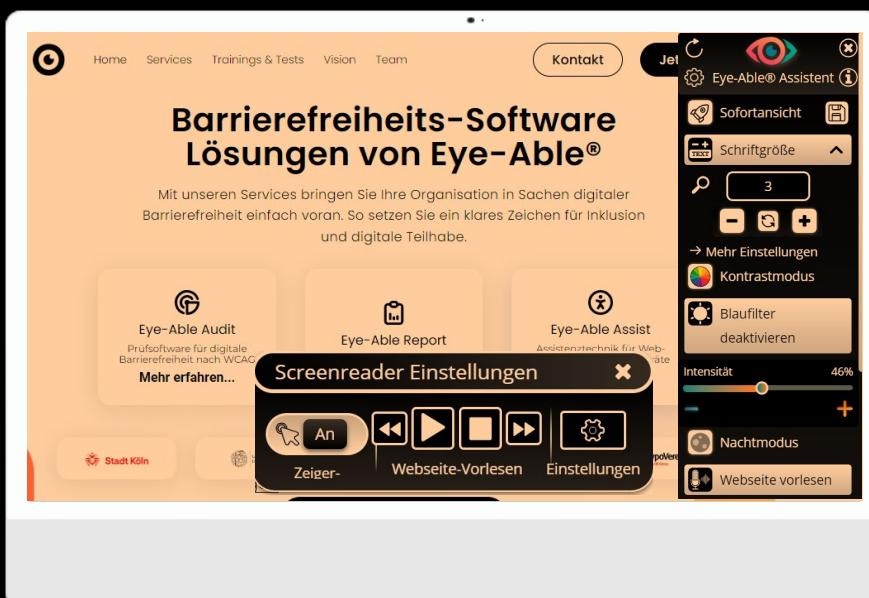 Home Services Trainings & Tests Vision Team Kontakt
Barrierefreiheits-Software
Lösungen von Eye-Able®
Mit unseren Services bringen Sie Ihre Organisation in Sachen digitaler
Barrierefreiheit einfach voran. So setzen Sie ein klares Zeichen für Inklusion
und digitale Teilhabe.
Eye-Able Audit
Prüfsoftware für digitale
Barrierefreiheit nach WCAG
Mehr erfahren...
Eye-Able Report
Eye-Able Assist
Assistenztechnik für Web-
Stadt Köln
Screenreader Einstellungen
An
Zeiger-
Webseite-Vorlesen
Einstellungen
Eye-Able® Assistent
Sofortansicht
TEXT
Schriftgröße
3
→ Mehr Einstellungen
Kontrastmodus
Blaufilter
deaktivieren
Intensität 46%
Nachtmodus
Webseite vorlesen